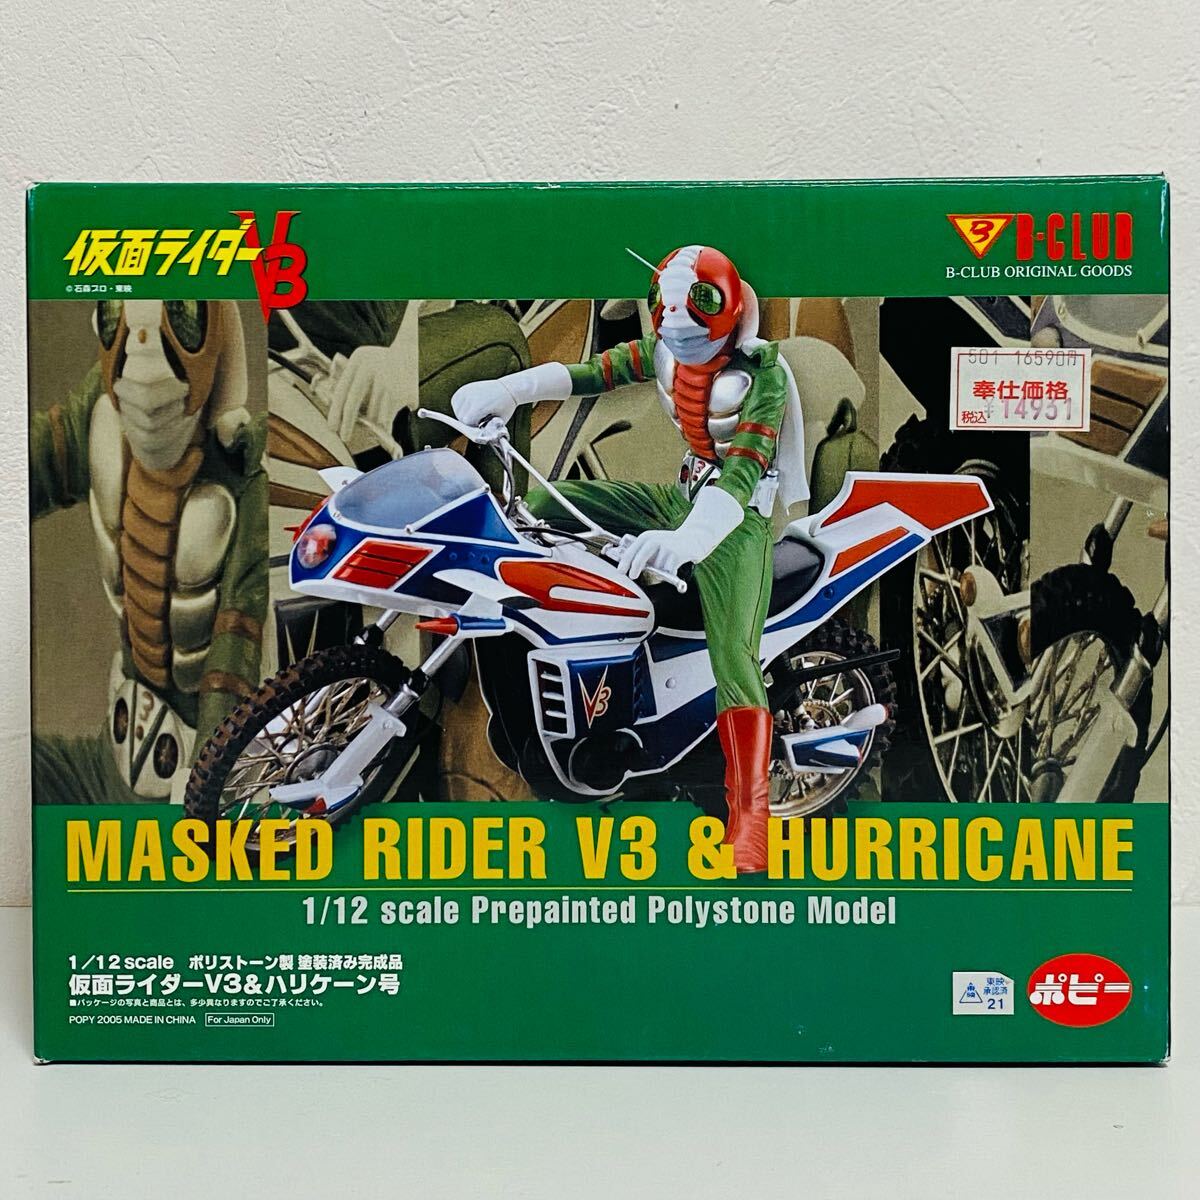 仮面ライダーV3
©石森プロ・東映
B-CLUB
B-CLUB ORIGINAL GOODS
501 16590円
奉仕価格
税込 ¥14931
V3
MASKED RIDER V3 & HURRICANE
1/12 scale Prepainted Polystone Model
1/12scale ポリストーン製 塗装済み完成品
仮面ライダーV3&ハリケーン号
■パッケージの写真と商品とは、多少異なりますのでご了承ください。
POPY 2005 MADE IN CHINA For Japan Only
東映
承認済
21
ポピー